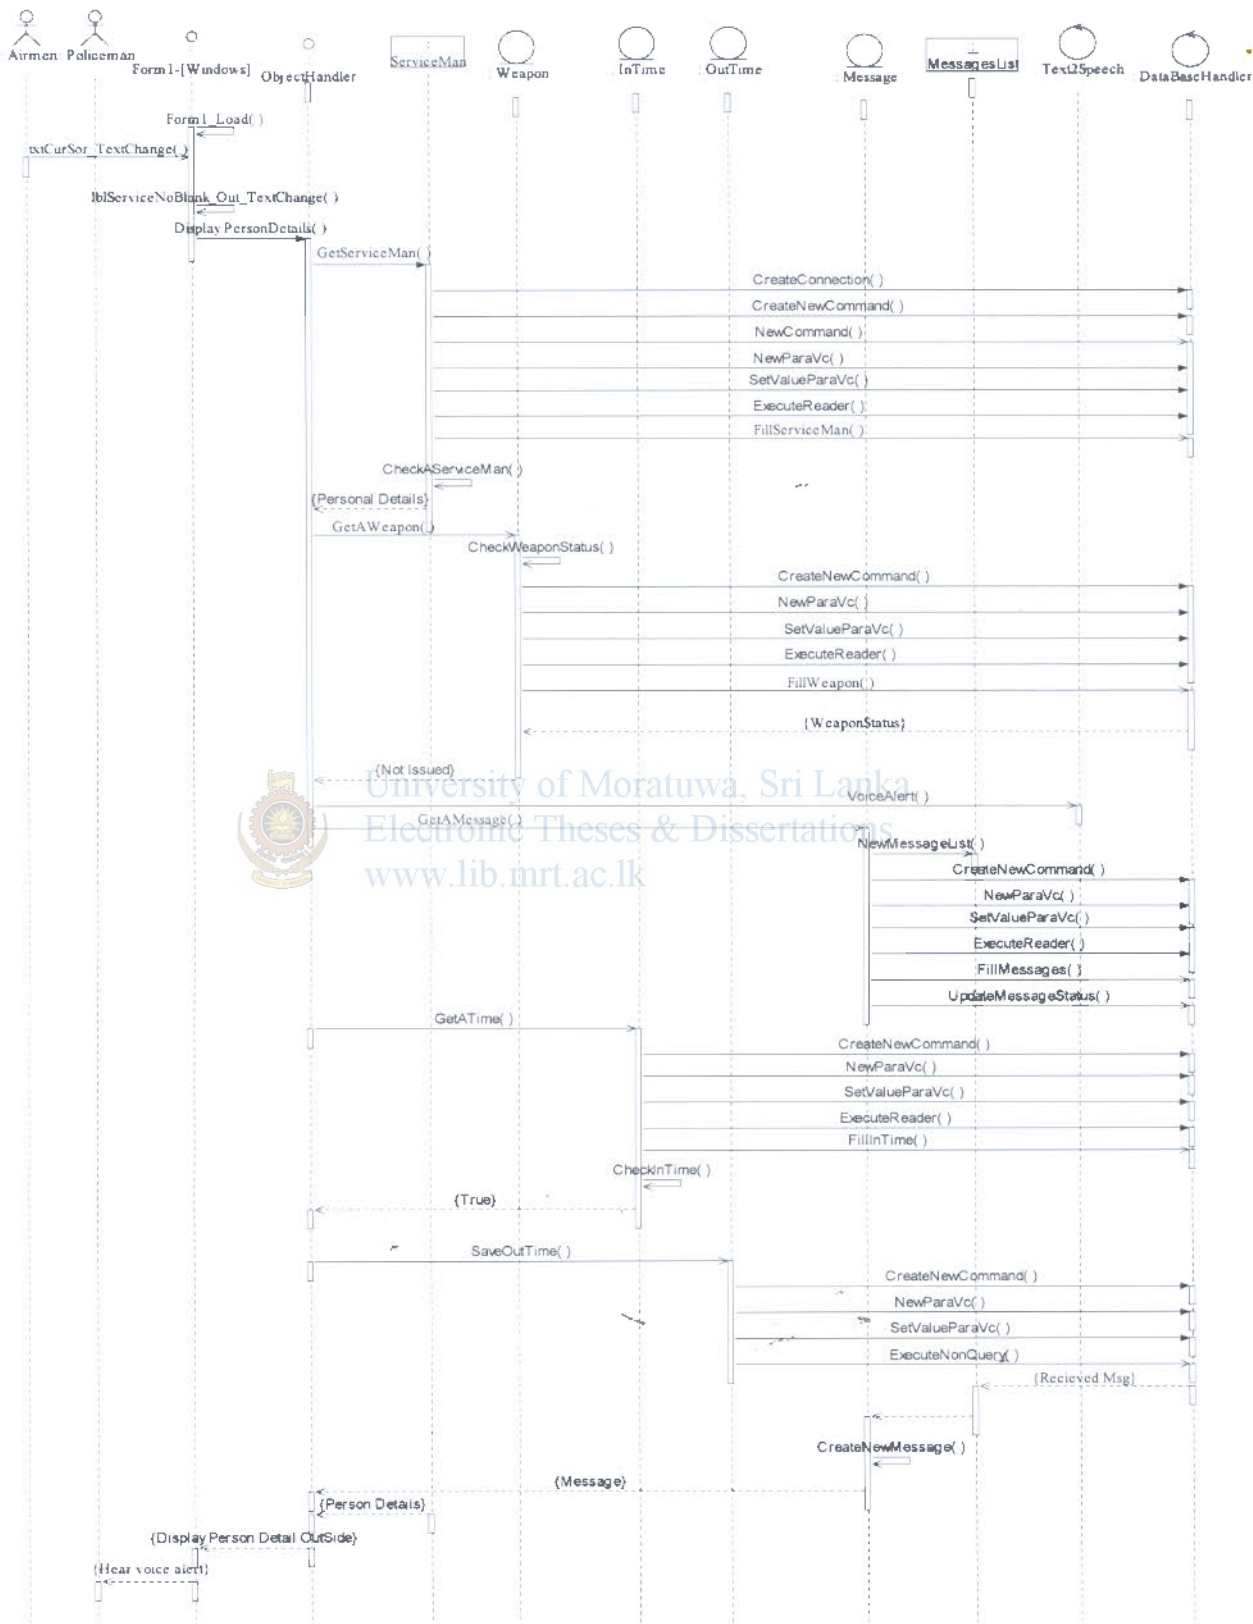 Airmen
Policeman
Form1-[Windows]
ObjectHandler
ServiceMan
Weapon
InTime
OutTime
Message
MessagesList
Text2Speech
DataBaseHandler
Form1_Load( )
txtCurSor_TextChange( )
lblServiceNoBlank_Out_TextChange( )
Display PersonDetails( )
GetServiceMan( )
CreateConnection( )
CreateNewCommand( )
NewCommand( )
NewParaVc( )
SetValueParaVc( )
ExecuteReader( )
FillServiceMan( )
CheckAServiceMan( )
{Personal Details}
GetAWeapon( )
CheckWeaponStatus( )
CreateNewCommand( )
NewParaVc( )
SetValueParaVc( )
ExecuteReader( )
FillWeapon( )
{WeaponStatus}
{Not Issued}
University of Moratuwa, Sri Lanka
VoiceAlert( )
GetAMessage( )
Electronic Theses & Dissertations
NewMessageList( )
www.lib.mrt.ac.lk
CreateNewCommand( )
NewParaVc( )
SetValueParaVc( )
ExecuteReader( )
FillMessages( )
UpdateMessageStatus( )
GetATime( )
CreateNewCommand( )
NewParaVc( )
SetValueParaVc( )
ExecuteReader( )
FillInTime( )
CheckInTime( )
{True}
SaveOutTime( )
CreateNewCommand( )
NewParaVc( )
SetValueParaVc( )
ExecuteNonQuery( )
{Recieved Msg}
CreateNewMessage( )
{Message}
{Person Details}
{Display Person Detail OutSide}
{Hear voice alert}